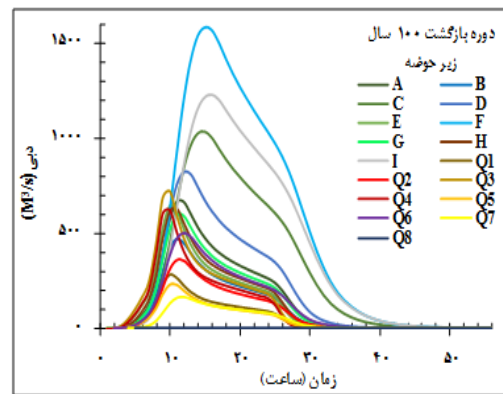 دوره بازگشت ۱۰۰ سال
زیر حوضه
A B
C D
E F
G H
I Q1
Q2 Q3
Q4 Q5
Q6 Q7
Q8
دبی (M³/s)
۱۵۰۰
۱۰۰۰
۵۰۰
۰
۰ ۱۰ ۲۰ ۳۰ ۴۰ ۵۰
زمان (ساعت)